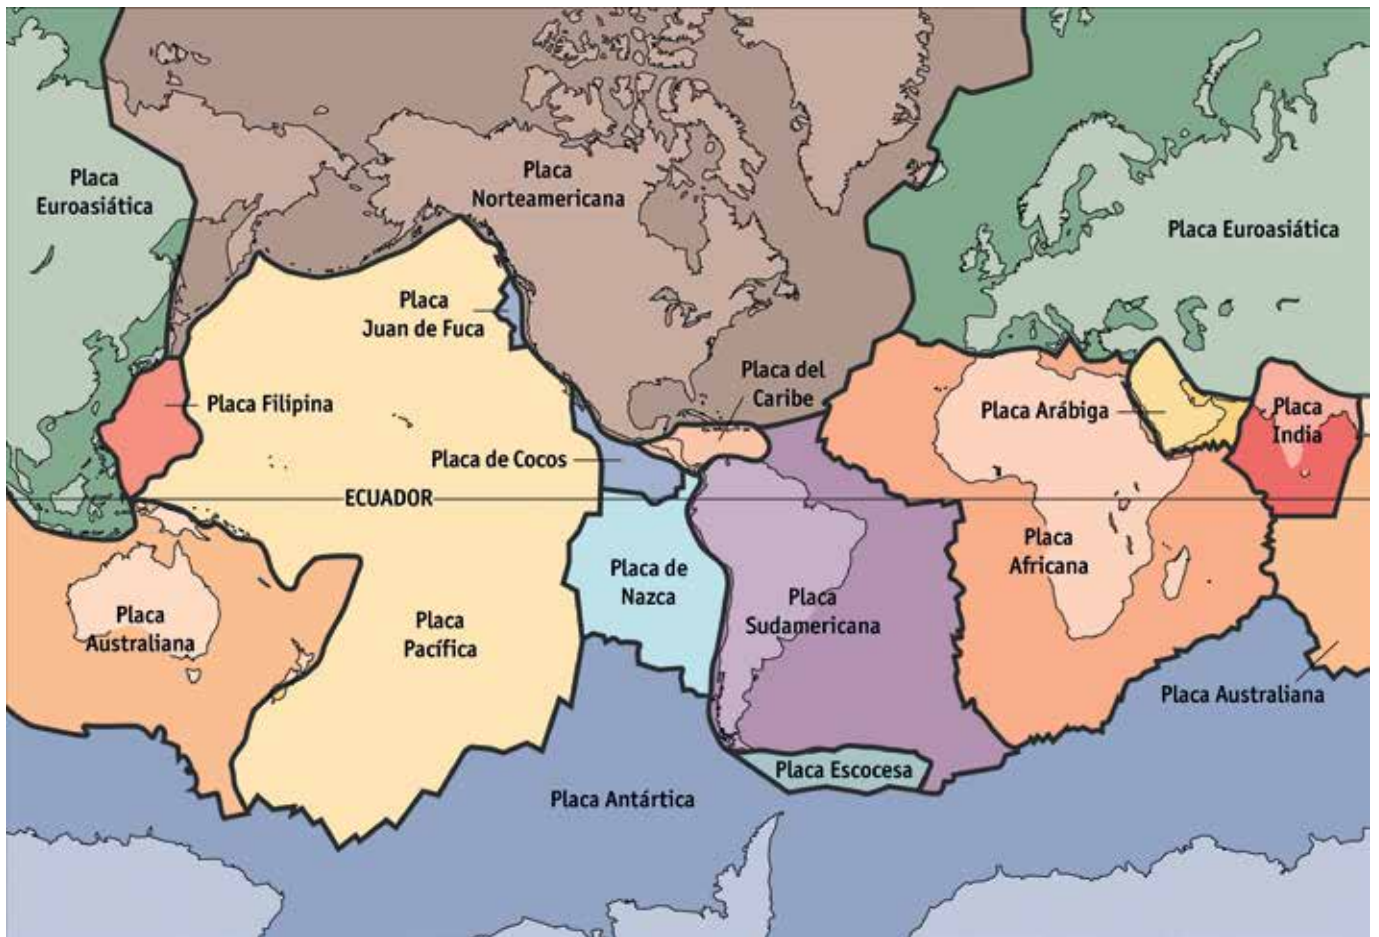 Placa
Euroasiática
Placa
Norteamericana
Placa Euroasiática
Placa
Juan de Fuca
Placa del
Caribe
Placa Filipina
Placa Arábiga
Placa
India
Placa de Cocos
ECUADOR
Placa
Africana
Placa de
Nazca
Placa
Sudamericana
Placa
Australiana
Placa
Pacífica
Placa Australiana
Placa Escocesa
Placa Antártica